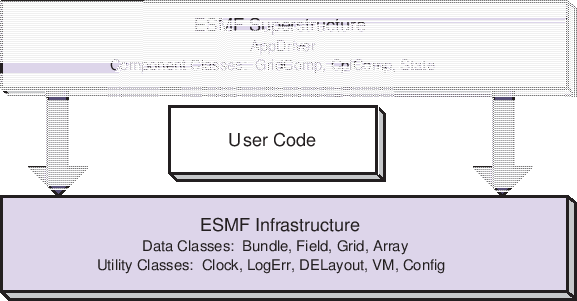 ESMF Superstructure
AppDriver
Component Classes: GridComp, CplComp, State
User Code
ESMF Infrastructure
Data Classes: Bundle, Field, Grid, Array
Utility Classes: Clock, LogErr, DELayout, VM, Config